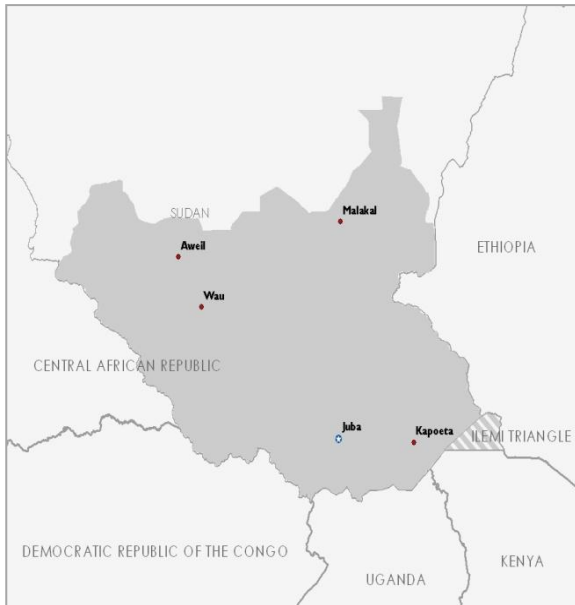 SUDAN
Malakal
ETHIOPIA
Aweil
Wau
CENTRAL AFRICAN REPUBLIC
Juba
Kapoeta
ILEMI TRIANGLE
DEMOCRATIC REPUBLIC OF THE CONGO
KENYA
UGANDA